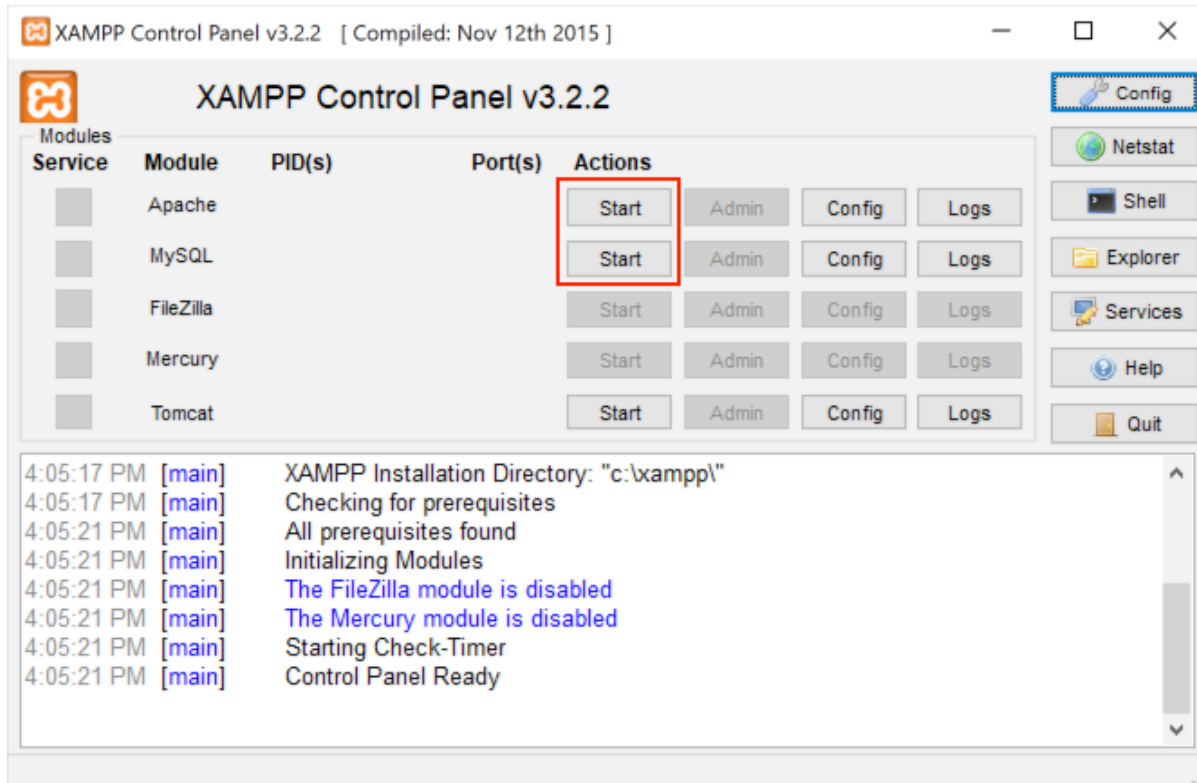 XAMPP Control Panel v3.2.2 [ Compiled: Nov 12th 2015 ]
XAMPP Control Panel v3.2.2
Config
Modules
Netstat
Service Module PID(s) Port(s) Actions
Apache Start Admin Config Logs
Shell
MySQL Start Admin Config Logs
Explorer
FileZilla Start Admin Config Logs
Services
Mercury Start Admin Config Logs
Help
Tomcat Start Admin Config Logs
Quit
4:05:17 PM [main] XAMPP Installation Directory: "c:\xampp\"
4:05:17 PM [main] Checking for prerequisites
4:05:21 PM [main] All prerequisites found
4:05:21 PM [main] Initializing Modules
4:05:21 PM [main] The FileZilla module is disabled
4:05:21 PM [main] The Mercury module is disabled
4:05:21 PM [main] Starting Check-Timer
4:05:21 PM [main] Control Panel Ready